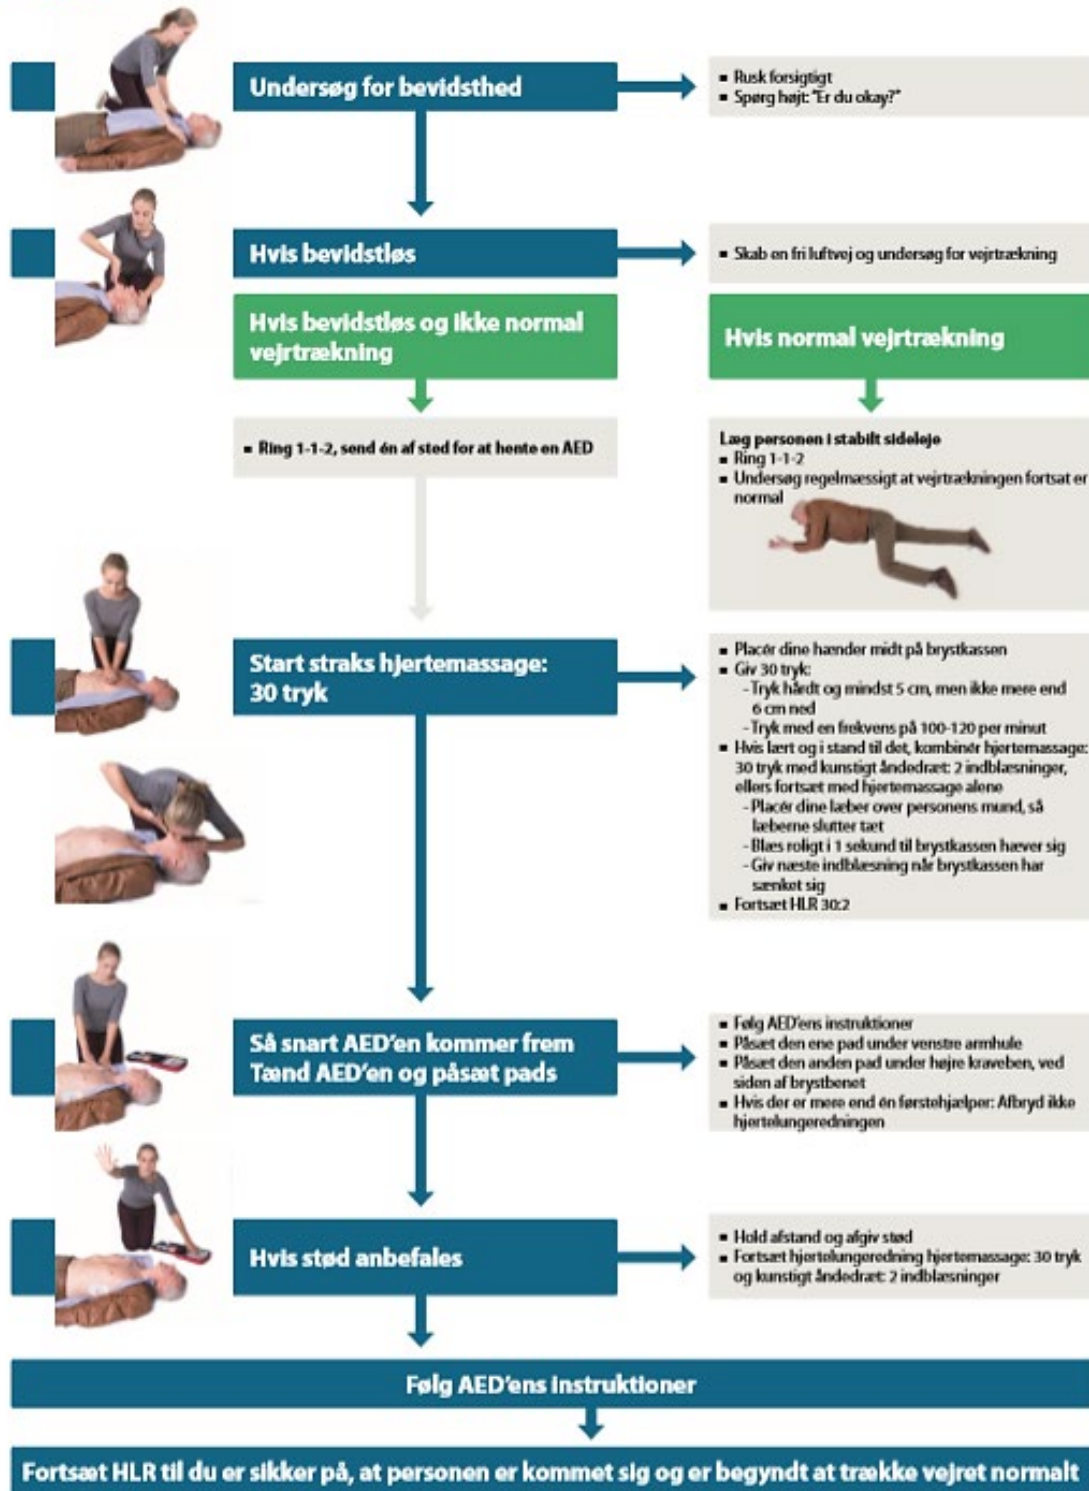 Undersøg for bevidsthed
▪ Rusk forsigtigt
▪ Spørg højt: "Er du okay?"
Hvis bevidstløs
▪ Skab en fri luftvej og undersøg for vejrtrækning
Hvis bevidstløs og ikke normal
vejrtrækning
Hvis normal vejrtrækning
▪ Ring 1-1-2, send én af sted for at hente en AED
Læg personen i stabilt sideleje
▪ Ring 1-1-2
▪ Undersøg regelmæssigt at vejrtrækningen fortsat er
normal
Start straks hjertemassage:
30 tryk
▪ Placér dine hænder midt på brystkassen
▪ Giv 30 tryk:
- Tryk hårdt og mindst 5 cm, men ikke mere end
6 cm ned
- Tryk med en frekvens på 100-120 per minut
▪ Hvis lært og i stand til det, kombinér hjertemassage:
30 tryk med kunstigt åndedræt: 2 indblæsninger,
ellers fortsæt med hjertemassage alene
- Placér dine læber over personens mund, så
læberne slutter tæt
- Blæs roligt i 1 sekund til brystkassen hæver sig
- Giv næste indblæsning når brystkassen har
sænket sig
▪ Fortsæt HLR 30:2
Så snart AED'en kommer frem
Tænd AED'en og påsæt pads
▪ Følg AED'ens instruktioner
▪ Påsæt den ene pad under venstre armhule
▪ Påsæt den anden pad under højre kraveben, ved
siden af brystbenet
▪ Hvis der er mere end én førstehjælper: Afbryd ikke
hjertelungeredningen
Hvis stød anbefales
▪ Hold afstand og afgiv stød
▪ Fortsæt hjertelungeredning hjertemassage: 30 tryk
og kunstigt åndedræt: 2 indblæsninger
Følg AED'ens instruktioner
Fortsæt HLR til du er sikker på, at personen er kommet sig og er begyndt at trække vejret normalt